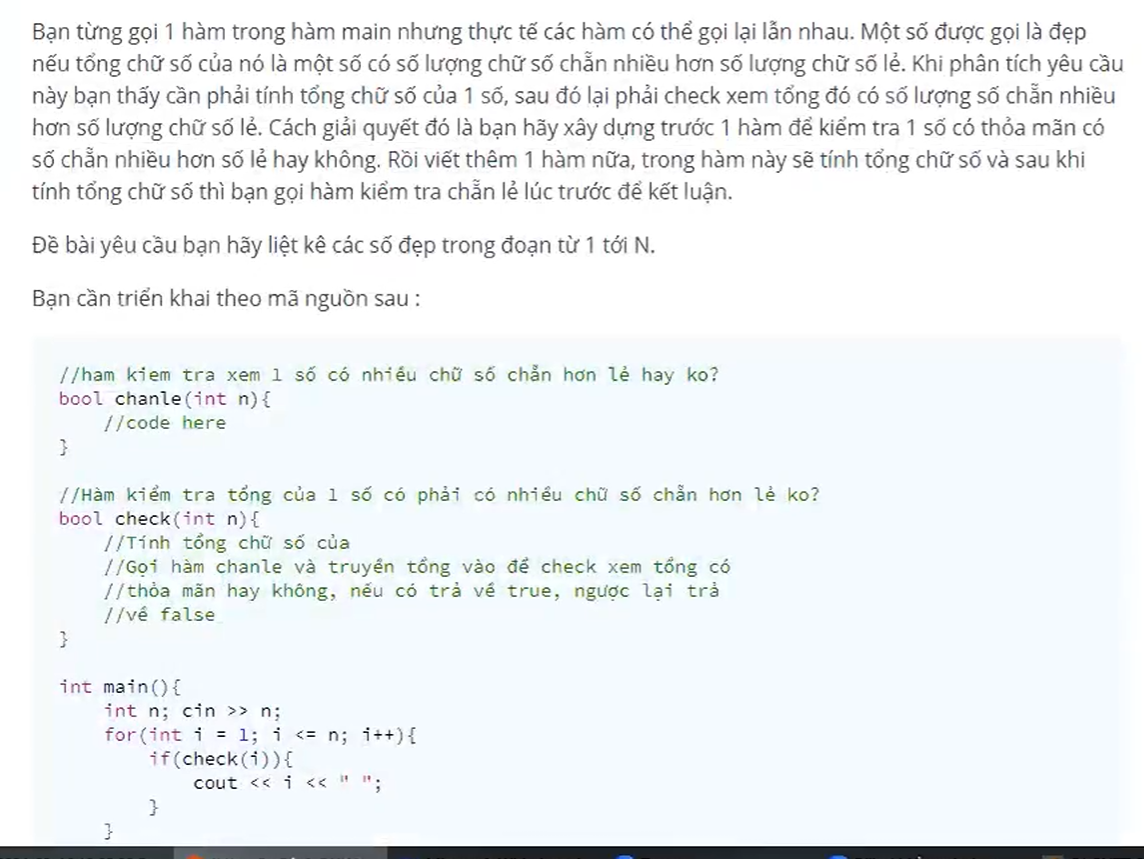 Bạn từng gọi 1 hàm trong hàm main nhưng thực tế các hàm có thể gọi lại lẫn nhau. Một số được gọi là đẹp
nếu tổng chữ số của nó là một số có số lượng chữ số chẵn nhiều hơn số lượng chữ số lẻ. Khi phân tích yêu cầu
này bạn thấy cần phải tính tổng chữ số của 1 số, sau đó lại phải check xem tổng đó có số lượng số chẵn nhiều
hơn số lượng chữ số lẻ. Cách giải quyết đó là bạn hãy xây dựng trước 1 hàm để kiểm tra 1 số có thỏa mãn có
số chẵn nhiều hơn số lẻ hay không. Rồi viết thêm 1 hàm nữa, trong hàm này sẽ tính tổng chữ số và sau khi
tính tổng chữ số thì bạn gọi hàm kiểm tra chẵn lẻ lúc trước để kết luận.
Đề bài yêu cầu bạn hãy liệt kê các số đẹp trong đoạn từ 1 tới N.
Bạn cần triển khai theo mã nguồn sau :
//ham kiem tra xem 1 số có nhiều chữ số chẵn hơn lẻ hay ko?
bool chanle(int n){
//code here
}
//Hàm kiểm tra tổng của 1 số có phải có nhiều chữ số chẵn hơn lẻ ko?
bool check(int n){
//Tính tổng chữ số của
//Gọi hàm chanle và truyền tổng vào để check xem tổng có
//thỏa mãn hay không, nếu có trả về true, ngược lại trả
//về false
}
int main(){
int n; cin >> n;
for(int i = 1; i <= n; i++){
if(check(i)){
cout << i << " ";
}
}